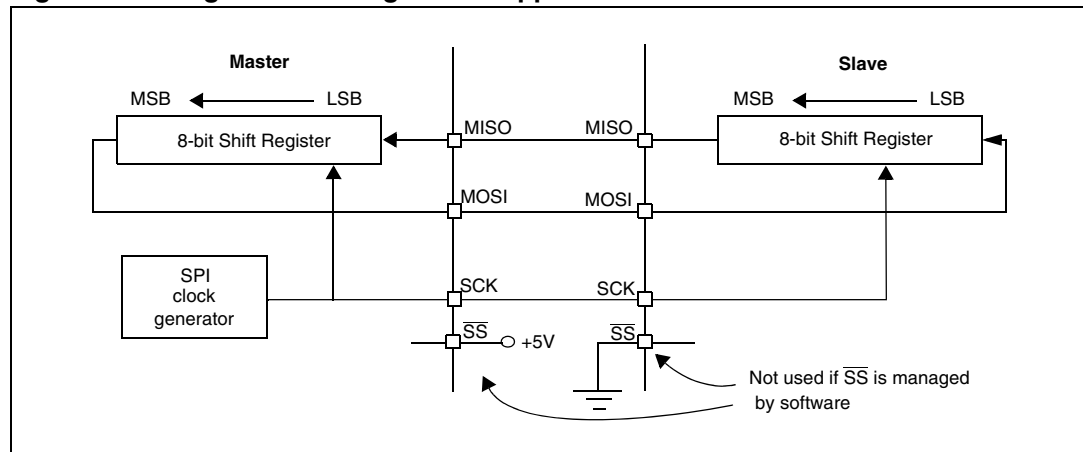 Master
Slave
MSB
LSB
MSB
LSB
8-bit Shift Register
MISO
MISO
8-bit Shift Register
MOSI
MOSI
SPI
clock
generator
SCK
SCK
SS
+5V
SS
Not used if SS is managed
by software